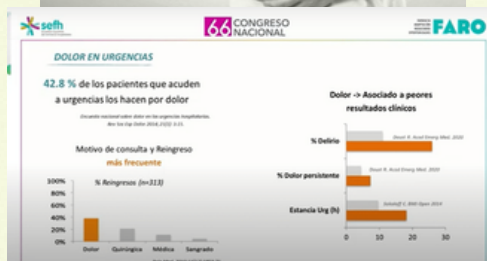 sefh
66 CONGRESO
NACIONAL
FARO
DOLOR EN URGENCIAS
42.8 % de los pacientes que acuden
a urgencias los hacen por dolor
Motivo de consulta y Reingreso
más frecuente
% Reingresos (n=313)
100%
80%
60%
40%
20%
0%
Dolor
Quirúrgica
Médica
Sangrado
Dolor -> Asociado a peores
resultados clínicos
% Delirio
% Dolor persistente
Estancia Urg (h)
0
10
20
30